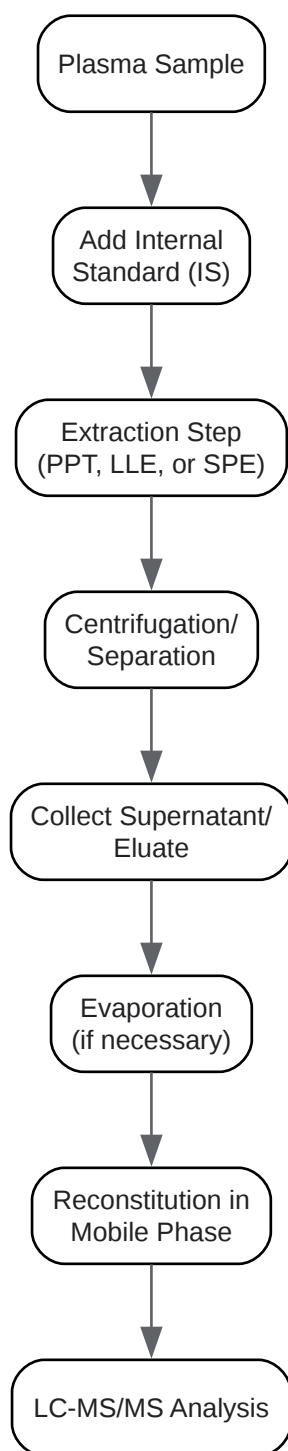 Plasma Sample
Add Internal
Standard (IS)
Extraction Step
(PPT, LLE, or SPE)
Centrifugation/
Separation
Collect Supernatant/
Eluate
Evaporation
(if necessary)
Reconstitution in
Mobile Phase
LC-MS/MS Analysis